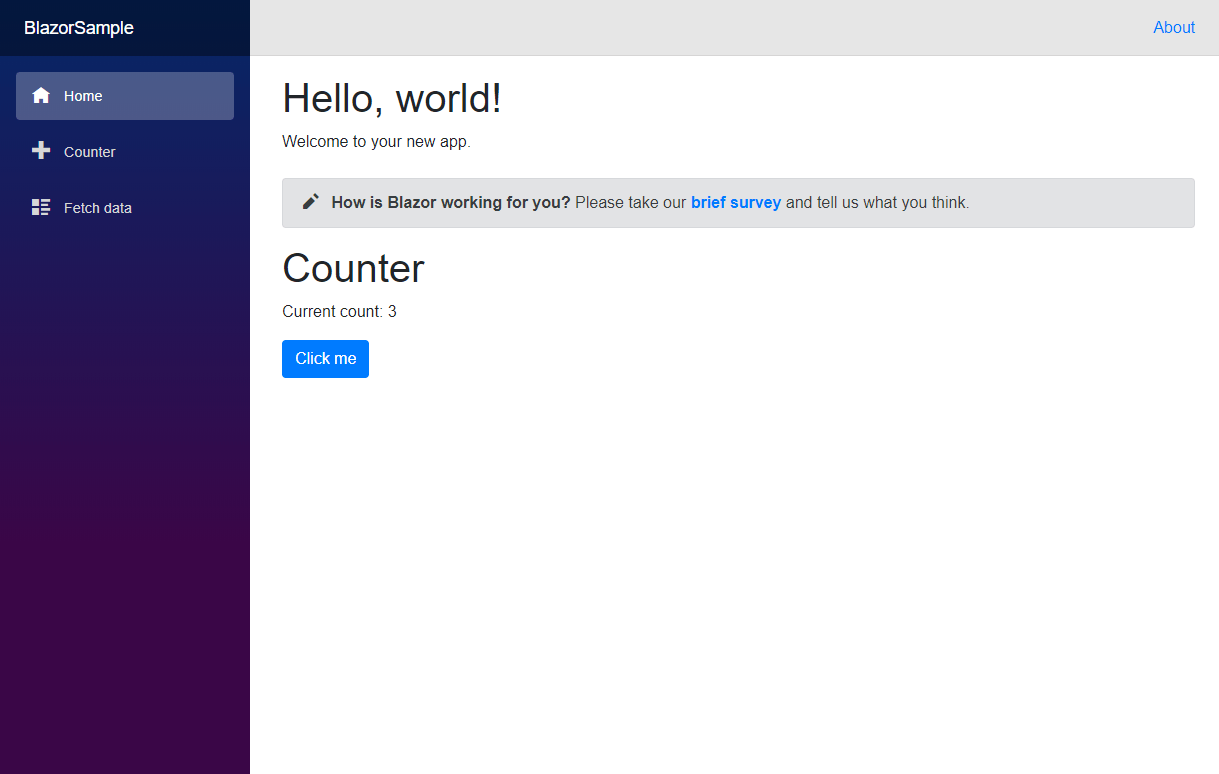 BlazorSample
About
Home
Counter
Fetch data
Hello, world!
Welcome to your new app.
How is Blazor working for you? Please take our brief survey and tell us what you think.
Counter
Current count: 3
Click me